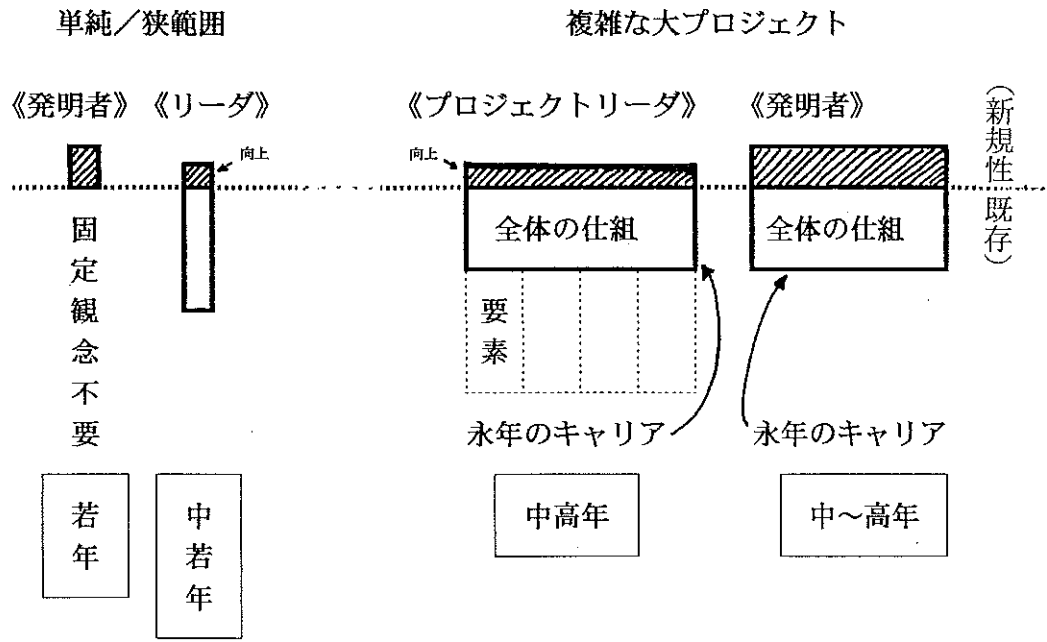 単純／狭範囲
複雑な大プロジェクト
《発明者》
《リーダ》
《プロジェクトリーダ》
《発明者》
向上
向上
（新規性
既存）
固定観念不要
全体の仕組
全体の仕組
要素
永年のキャリア
永年のキャリア
若年
中若年
中高年
中～高年